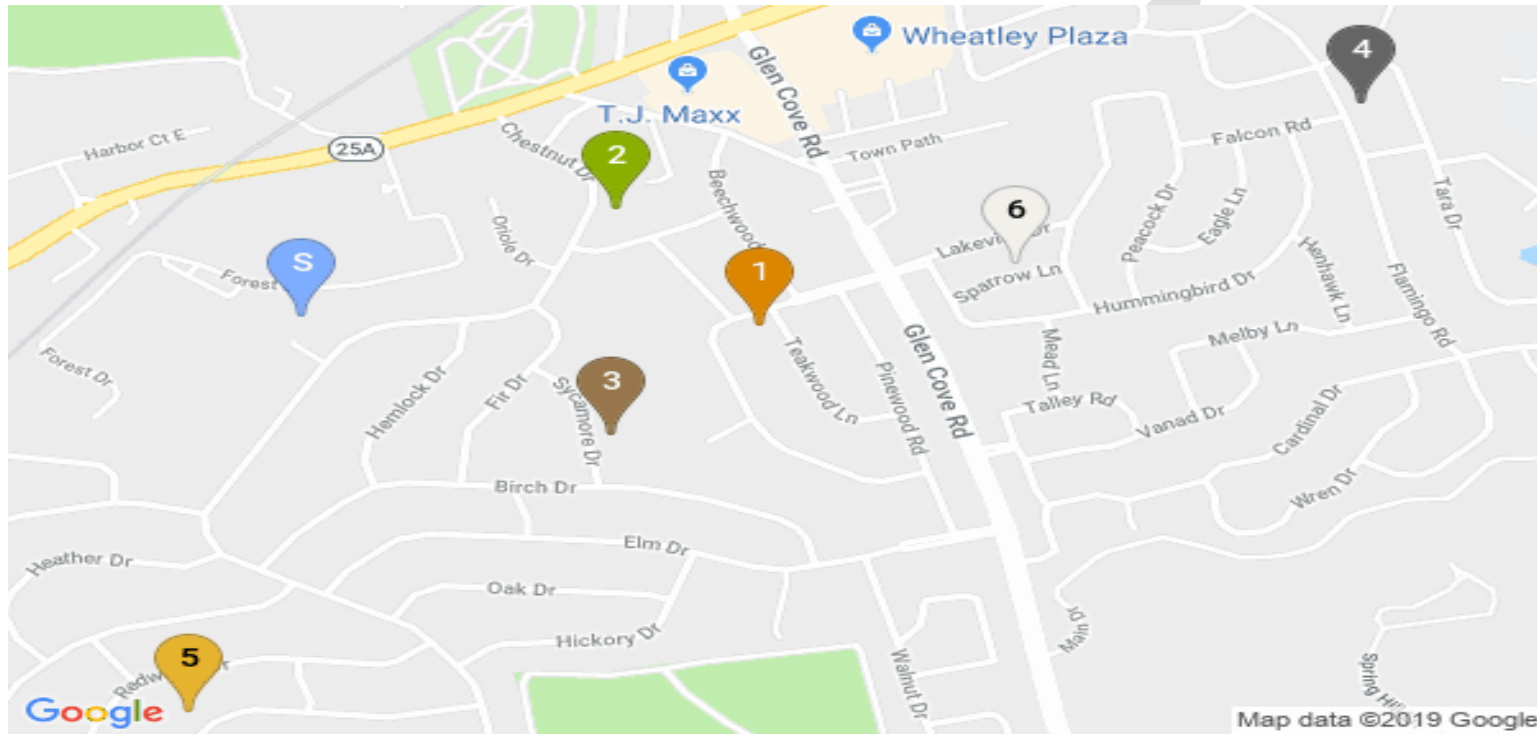 Wheatley Plaza
T.J. Maxx
Glen Cove Rd
4
25A
Harbor Ct E
Chestnut Dr
2
Town Path
Falcon Rd
Beechwood
Oriole Dr
6
Lakeview Dr
Peacock Dr
Eagle Ln
Tara Dr
S
Forest
1
Sparrow Ln
Hummingbird Dr
Henhawk Ln
Flamingo Rd
Forest Dr
Hemlock Dr
Fir Dr
3
Sycamore Dr
Teakwood Ln
Pinewood Rd
Glen Cove Rd
Mead Ln
Melby Ln
Talley Rd
Vanad Dr
Cardinal Dr
Wren Dr
Birch Dr
Elm Dr
Heather Dr
Oak Dr
Hickory Dr
Walnut Dr
Main Dr
5
Google
Map data ©2019 Google